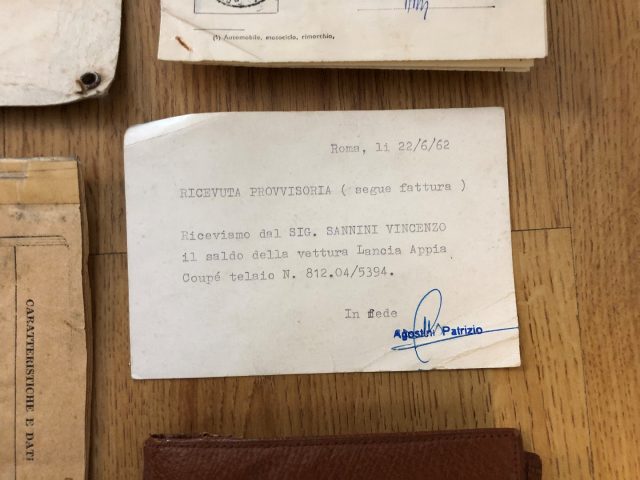 (¹) Automobile, motociclo, rimorchio,
Roma, li 22/6/62
RICEVUTA PROVVISORIA ( segue fattura )
Riceviamo dal SIG. SANNINI VINCENZO
il saldo della vettura Lancia Appia
Coupé telaio N. 812.04/5394.
In fede
Agostini Patrizio
CARATTERISTICHE E DATI